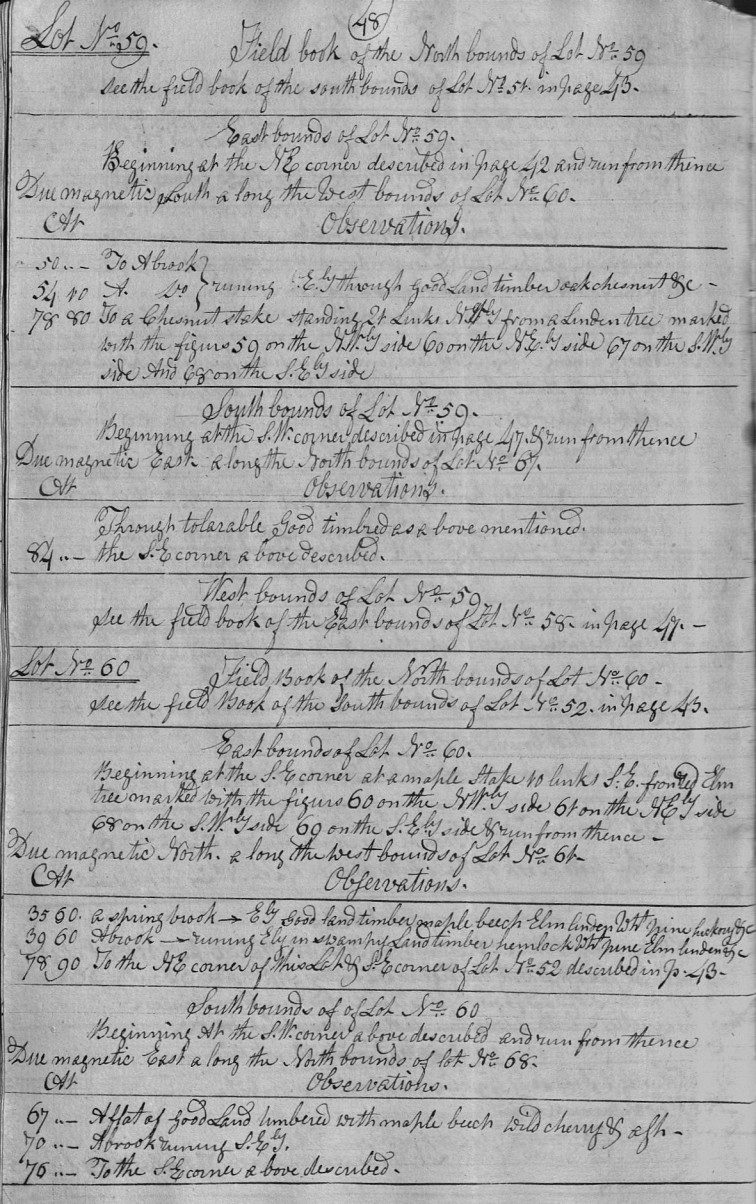 48
Lot No. 59. Field book of the North bounds of Lot No. 59
see the field book of the south bounds of Lot No. 51. in page 43.
East bounds of Lot No. 59.
Beginning at the NE corner described in page 42 and run from thence
Due magnetic South a long the West bounds of Lot No. 60.
At Observations.
50 .. - To A brook }
54 10 A Do } runing S.Ely through good Land timber oak chesnut &c -
78 80 To a Chesnut stake standing 21 Links N.Wly from a Linden tree marked
with the figurs 59 on the N.Wly side 60 on the N.E.ly side 67 on the S.Wly
side And 68 on the S.Ely side
South bounds of Lot No. 59.
Beginning at the S.W. corner described in page 47. & run from thence
Due magnetic East a long the North bounds of Lot No. 67.
At Observations.
Through tolarable Good timbred as a bove mentioned.
84 .. - the S.E corner a bove described.
West bounds of Lot No. 59
see the field book of the East bounds of Lot No. 58. in page 47. -
Lot No. 60 Field Book of the North bounds of Lot No. 60 -
see the field Book of the South bounds of Lot No. 52. in page 43.
East bounds of Lot No. 60.
Beginning at the S.E corner at a maple Stake 10 links S.E. from red Elm
tree marked with the figurs 60 on the N.Wly side 61 on the N.Ely side
68 on the S.Wly side 69 on the S.Ely side & run from thence -
Due magnetic North. a long the west bounds of Lot No. 61 -
At Observations.
35 60. a spring brook → Ely good land timber maple beech Elm linden Wht pine hickory &c
39 60 A brook → runing Ely in swampy Land timber hemlock Wht pine Elm linden &c
78 90 To the NE corner of this Lot & S.E corner of Lot No. 52 described in p. 43 -
South bounds of of Lot No. 60
Beginning At the S.W. corner a bove described and run from thence
Due magnetic East a long the North bounds of lot No. 68.
At Observations.
67 .. - A flat of good Land timbered with maple beech wild cherry & ash -
70 .. - A brook runing S.Ely.
76 .. - To the S.E corner a bove described.